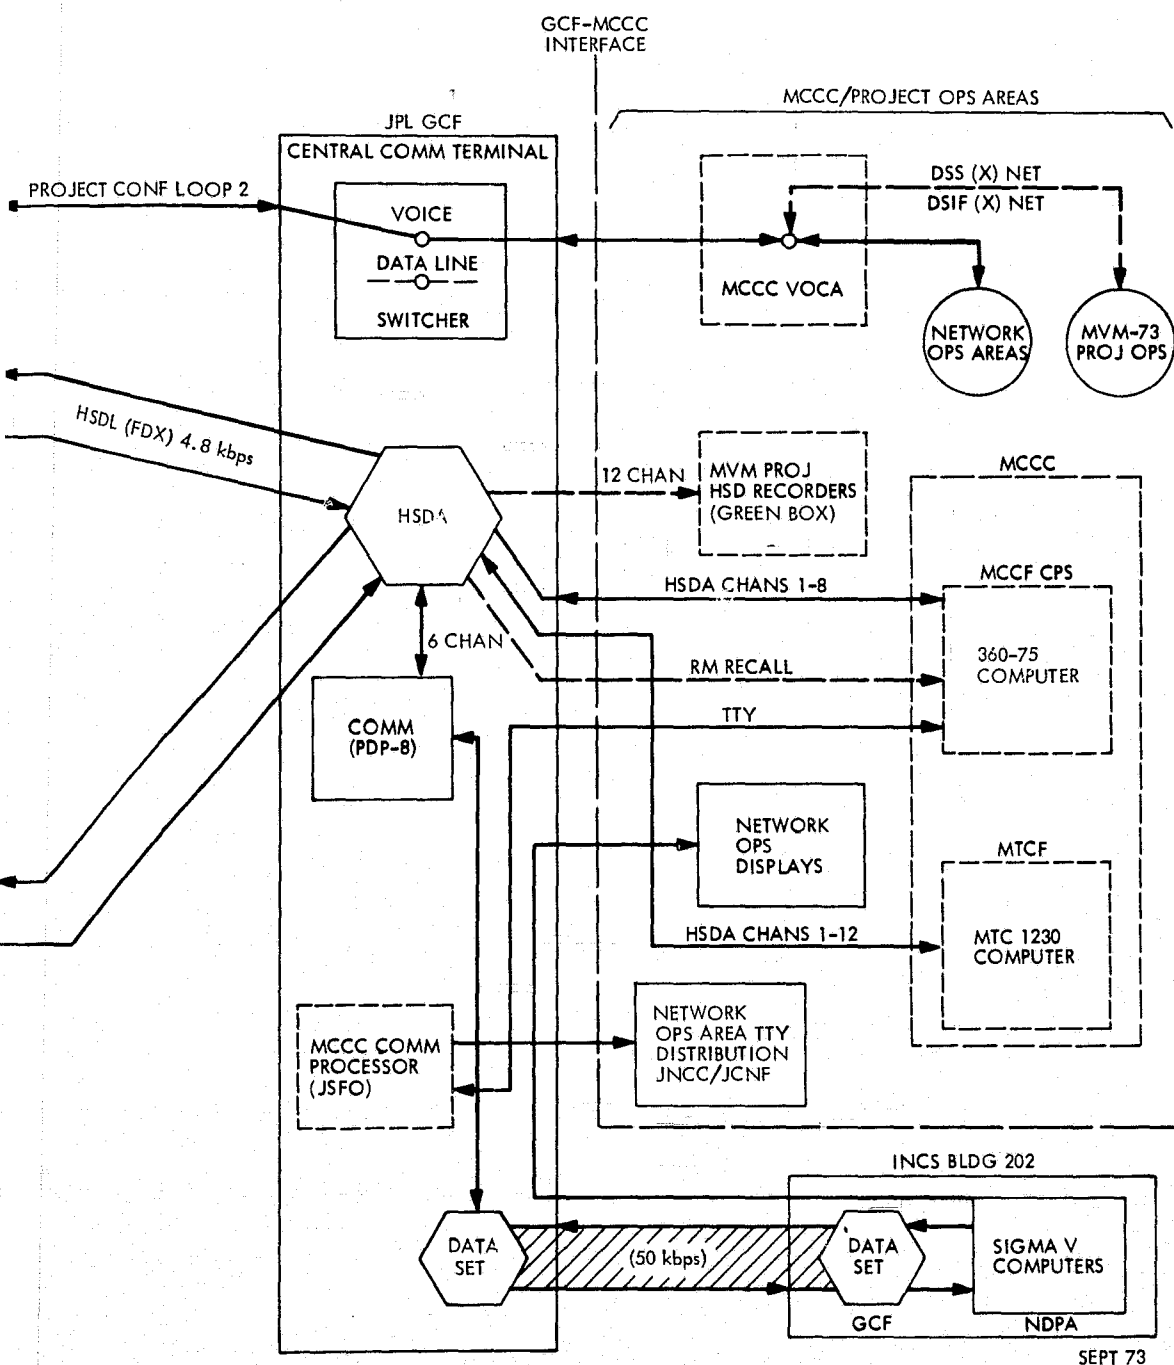 GCF-MCCC
INTERFACE
MCCC/PROJECT OPS AREAS
JPL GCF
CENTRAL COMM TERMINAL
PROJECT CONF LOOP 2
VOICE
DATA LINE
SWITCHER
DSS (X) NET
DSIF (X) NET
MCCC VOCA
NETWORK
OPS AREAS
MVM-73
PROJ OPS
HSDL (FDX) 4.8 kbps
HSDA
12 CHAN
MVM PROJ
HSD RECORDERS
(GREEN BOX)
MCCC
HSDA CHANS 1-8
MCCF CPS
360-75
COMPUTER
6 CHAN
RM RECALL
TTY
COMM
(PDP-8)
NETWORK
OPS
DISPLAYS
MTCF
HSDA CHANS 1-12
MTC 1230
COMPUTER
MCCC COMM
PROCESSOR
(JSFO)
NETWORK
OPS AREA TTY
DISTRIBUTION
JNCC/JCNF
INCS BLDG 202
DATA
SET
(50 kbps)
DATA
SET
SIGMA V
COMPUTERS
GCF
NDPA
SEPT 73